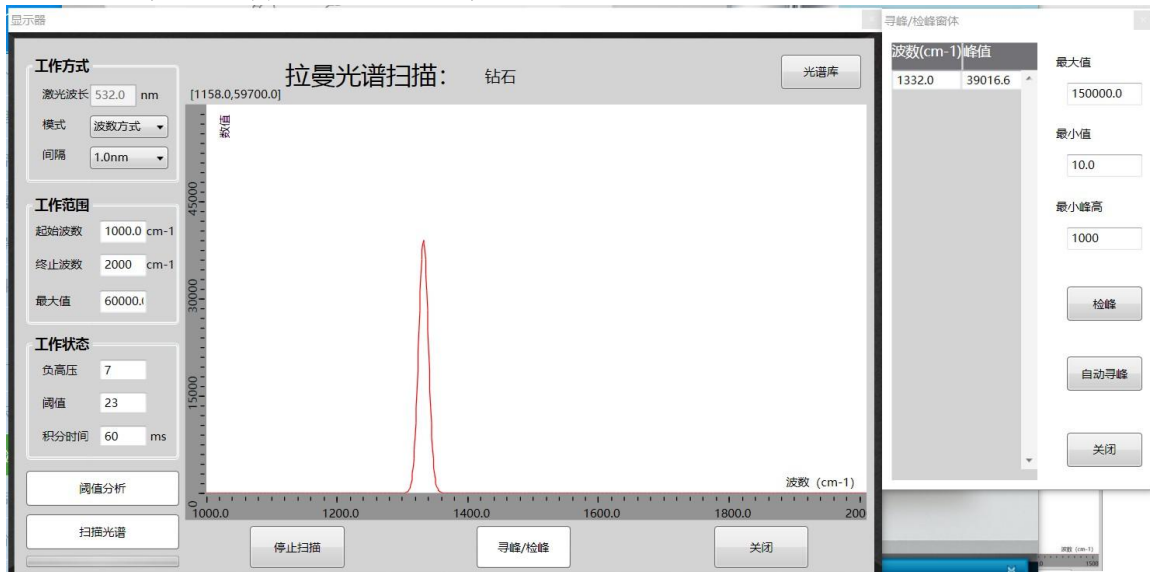 显示器
寻峰/检峰窗体
工作方式
激光波长 532.0 nm
模式 波数方式
间隔 1.0nm
工作范围
起始波数 1000.0 cm-1
终止波数 2000 cm-1
最大值 60000.(
工作状态
负高压 7
阈值 23
积分时间 60 ms
阈值分析
扫描光谱
拉曼光谱扫描： 钻石
光谱库
[1158.0,59700.0]
数值
45000
30000
15000
0
波数（cm-1）
1000.0 1200.0 1400.0 1600.0 1800.0 200
停止扫描
寻峰/检峰
关闭
波数(cm-1) 峰值
1332.0 39016.6
最大值
150000.0
最小值
10.0
最小峰高
1000
检峰
自动寻峰
关闭
波数 (cm-1)
1500